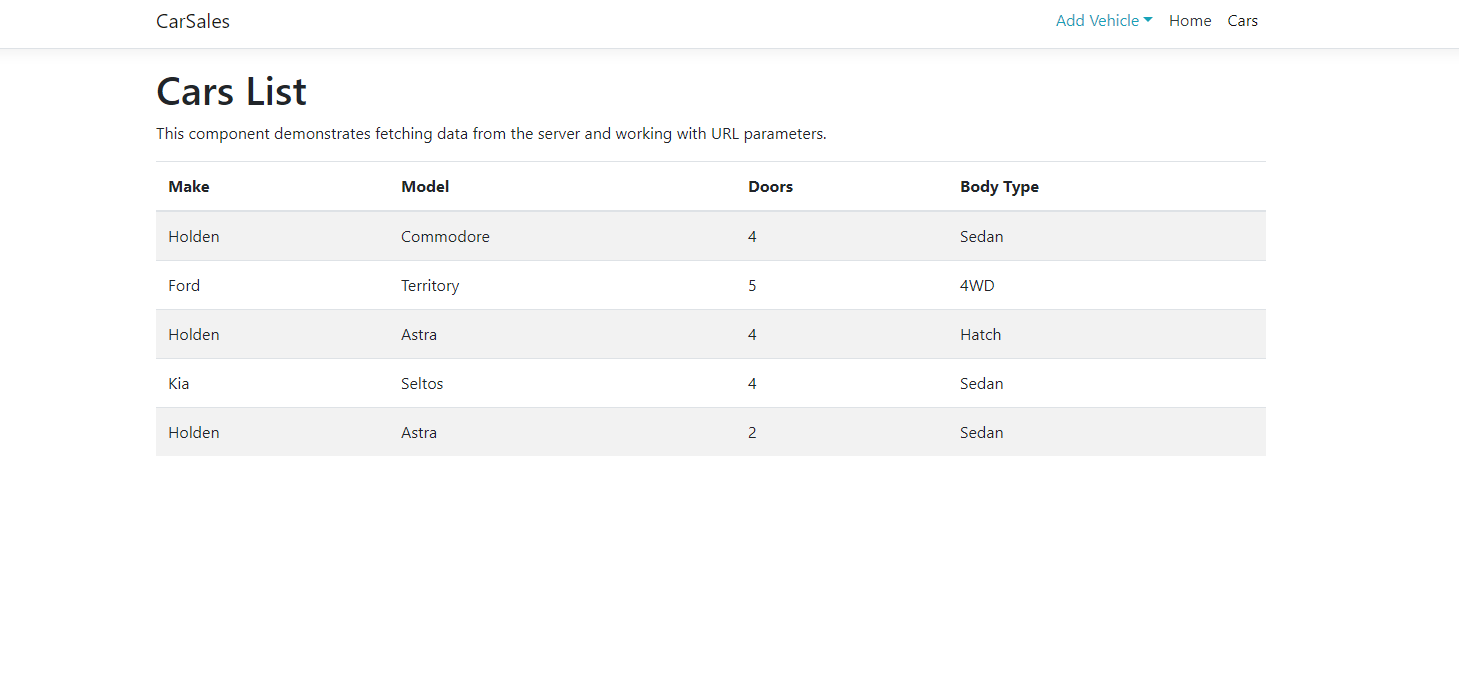 CarSales Add Vehicle Home Cars
Cars List
This component demonstrates fetching data from the server and working with URL parameters.
Make Model Doors Body Type
Holden Commodore 4 Sedan
Ford Territory 5 4WD
Holden Astra 4 Hatch
Kia Seltos 4 Sedan
Holden Astra 2 Sedan